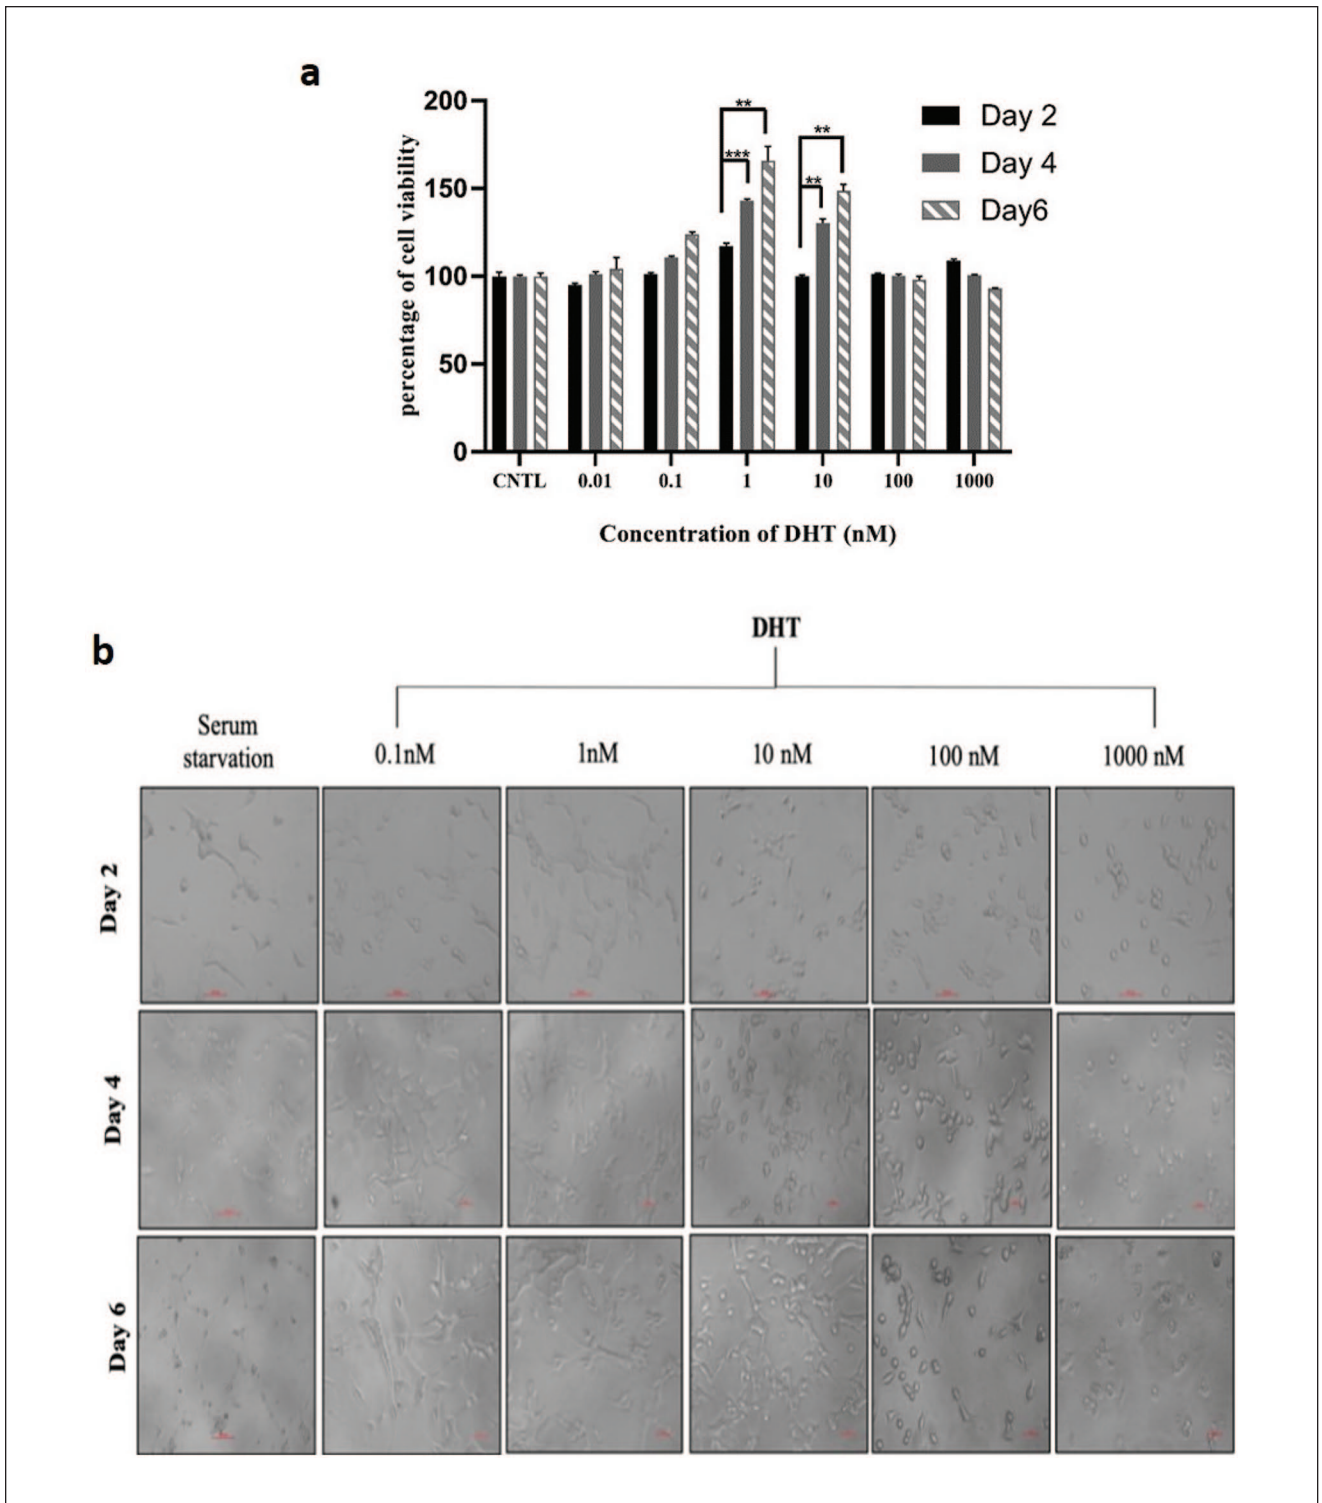 a
200
150
100
50
0
percentage of cell viability
**
***
**
**
Day 2
Day 4
Day6
CNTL 0.01 0.1 1 10 100 1000
Concentration of DHT (nM)
b
DHT
Serum
starvation
0.1nM 1nM 10 nM 100 nM 1000 nM
Day 2
Day 4
Day 6